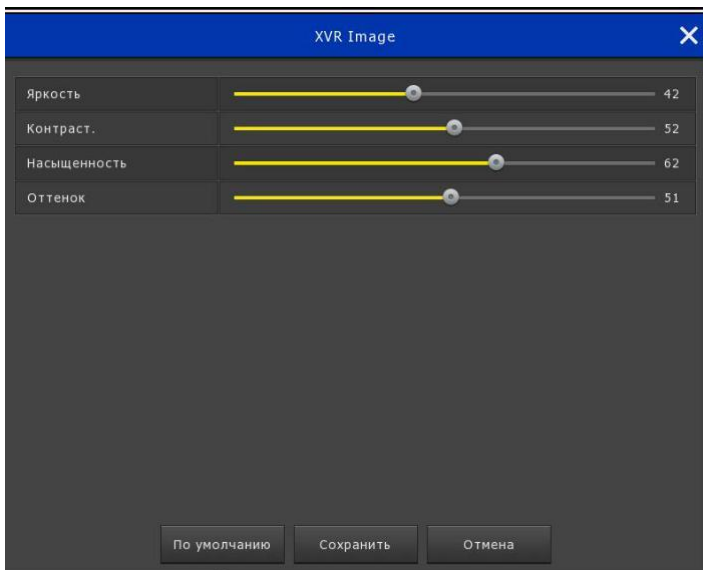 XVR Image
Яркость 42
Контраст. 52
Насыщенность 62
Оттенок 51
По умолчанию Сохранить Отмена